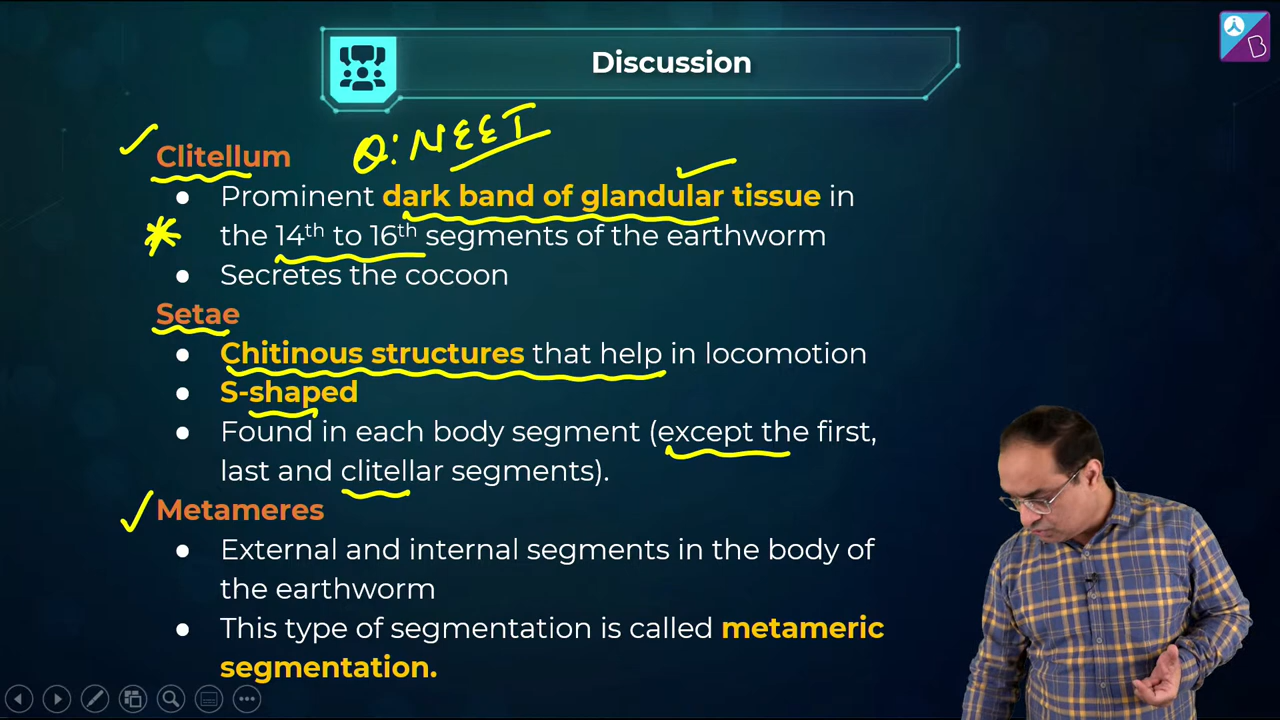 Discussion
Q: NEET
Clitellum
● Prominent dark band of glandular tissue in
the 14th to 16th segments of the earthworm
● Secretes the cocoon
Setae
● Chitinous structures that help in locomotion
● S-shaped
● Found in each body segment (except the first,
last and clitellar segments).
Metameres
● External and internal segments in the body of
the earthworm
● This type of segmentation is called metameric
segmentation.
B